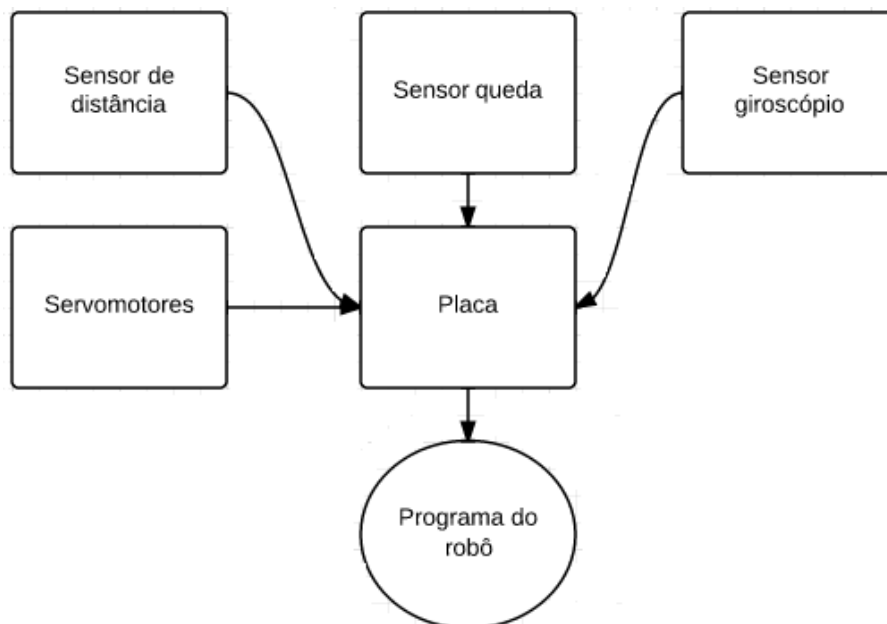 Sensor de
distância
Sensor queda
Sensor
giroscópio
Servomotores
Placa
Programa do
robô